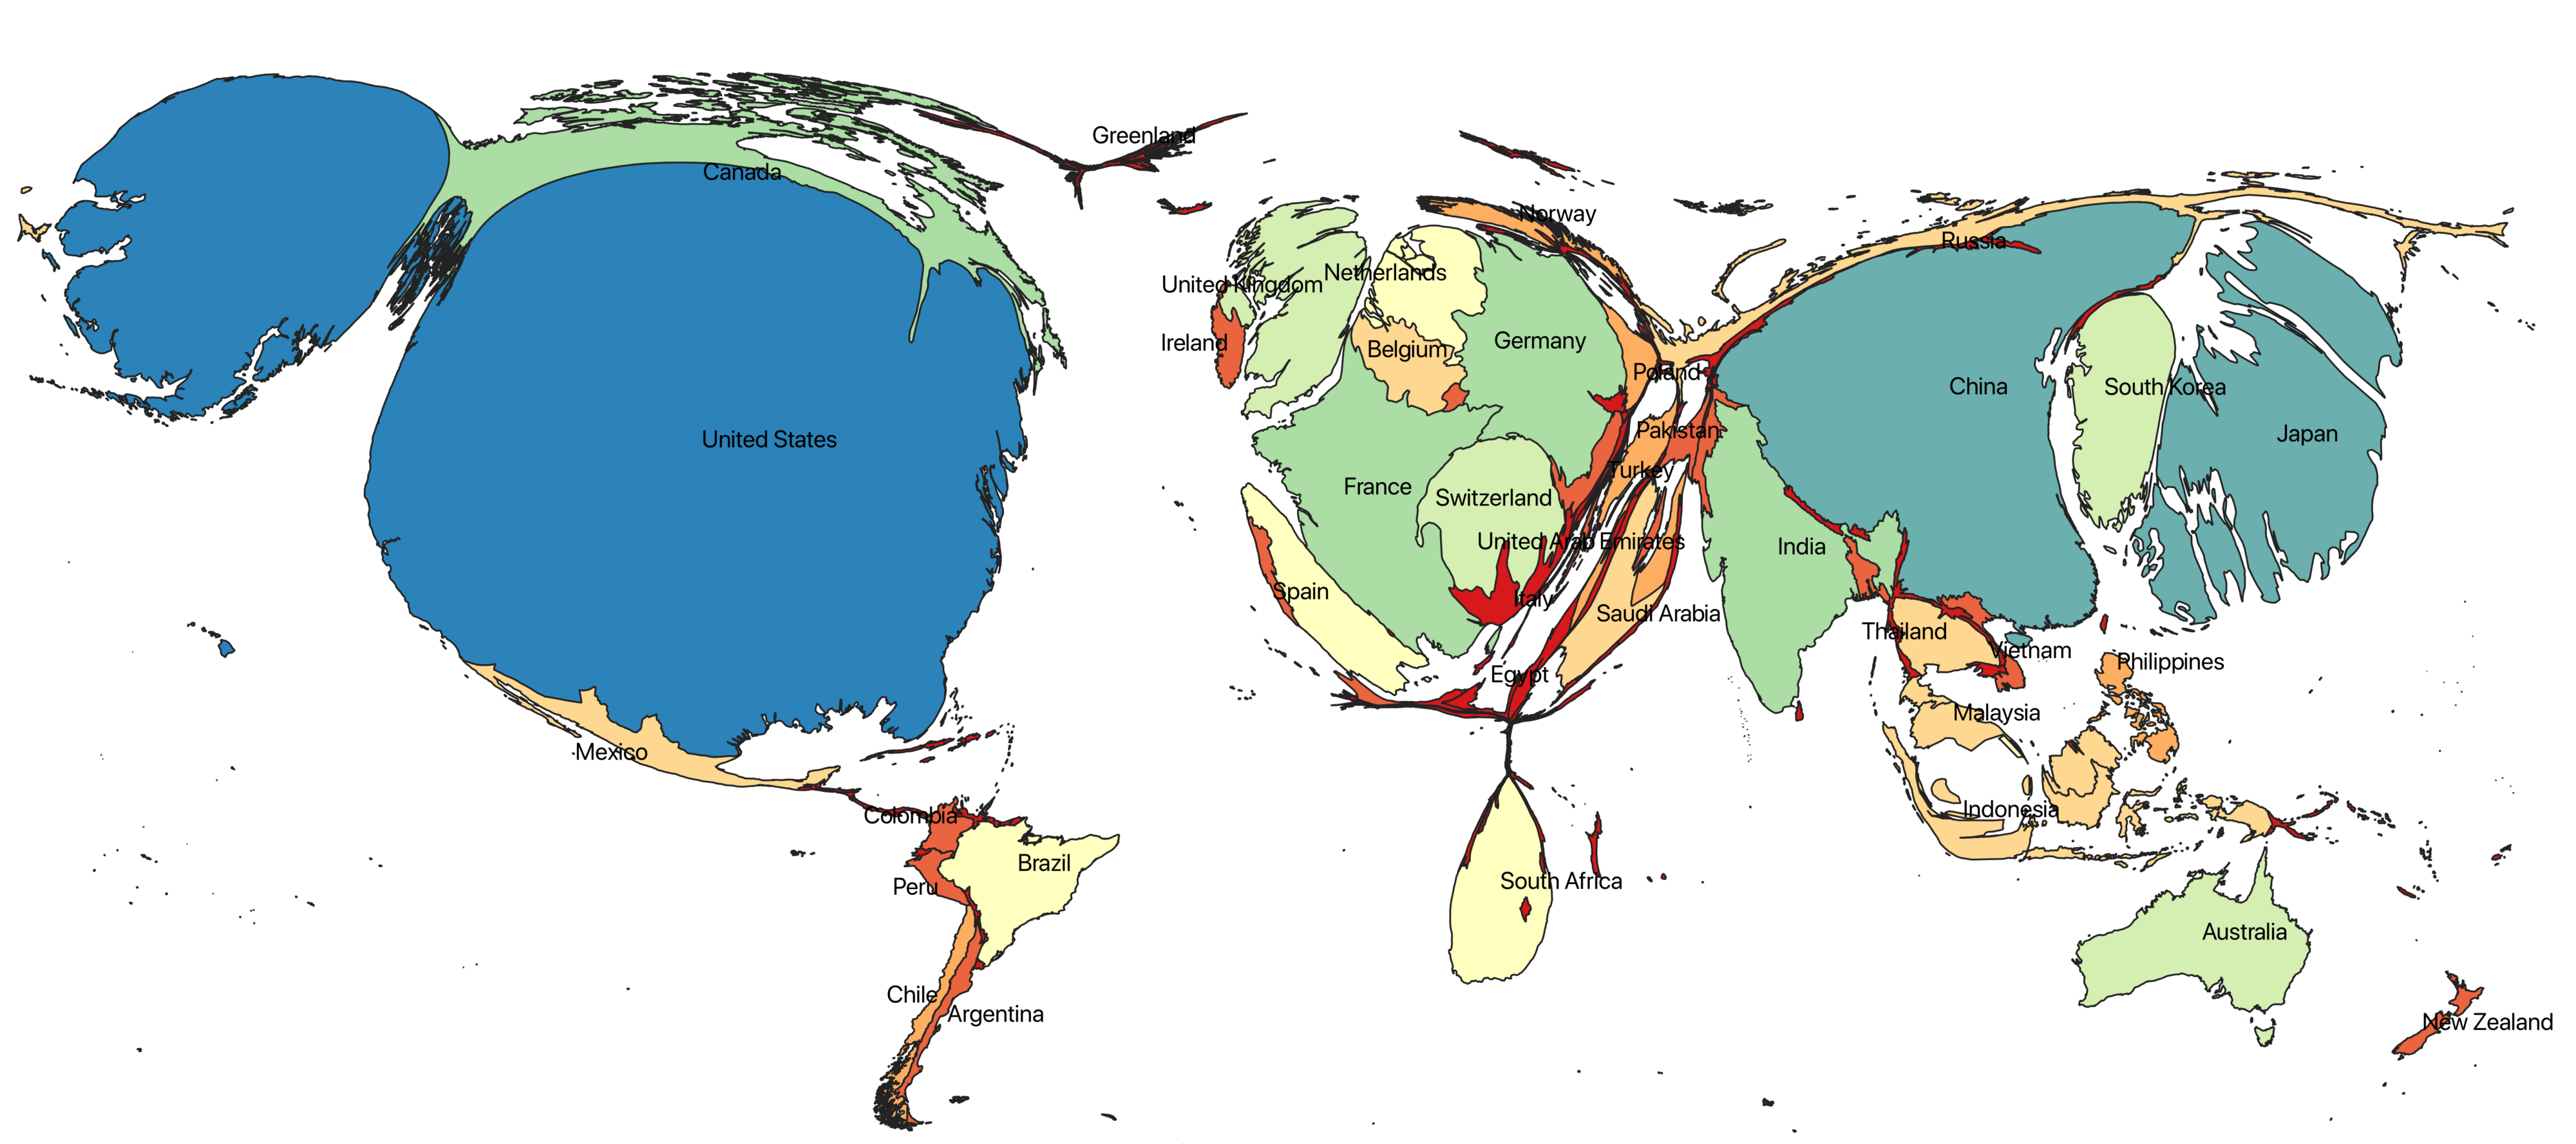 Greenland
Canada
Norway
Russia
Netherlands
United Kingdom
Ireland
Germany
Belgium
Poland
China
South Korea
Japan
United States
Pakistan
Turkey
France
Switzerland
United Arab Emirates
India
Spain
Italy
Saudi Arabia
Thailand
Vietnam
Philippines
Egypt
Malaysia
Mexico
Colombia
Indonesia
Brazil
Peru
South Africa
Australia
Chile
Argentina
New Zealand